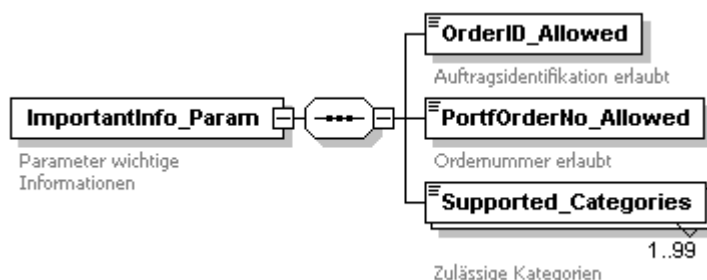 OrderID_Allowed
Auftragsidentifikation erlaubt
ImportantInfo_Param
Parameter wichtige
Informationen
PortfOrderNo_Allowed
Ordernummer erlaubt
Supported_Categories
1..99
Zulässige Kategorien